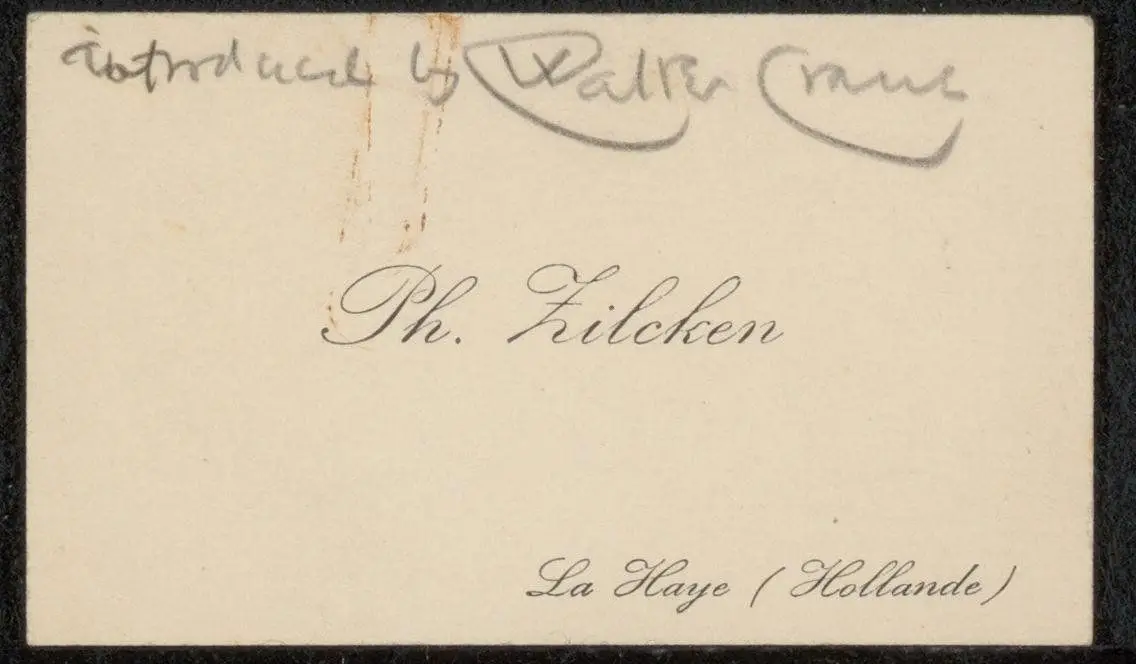 introduced by Walter Crane
Ph. Zilcken
La Haye (Hollande)